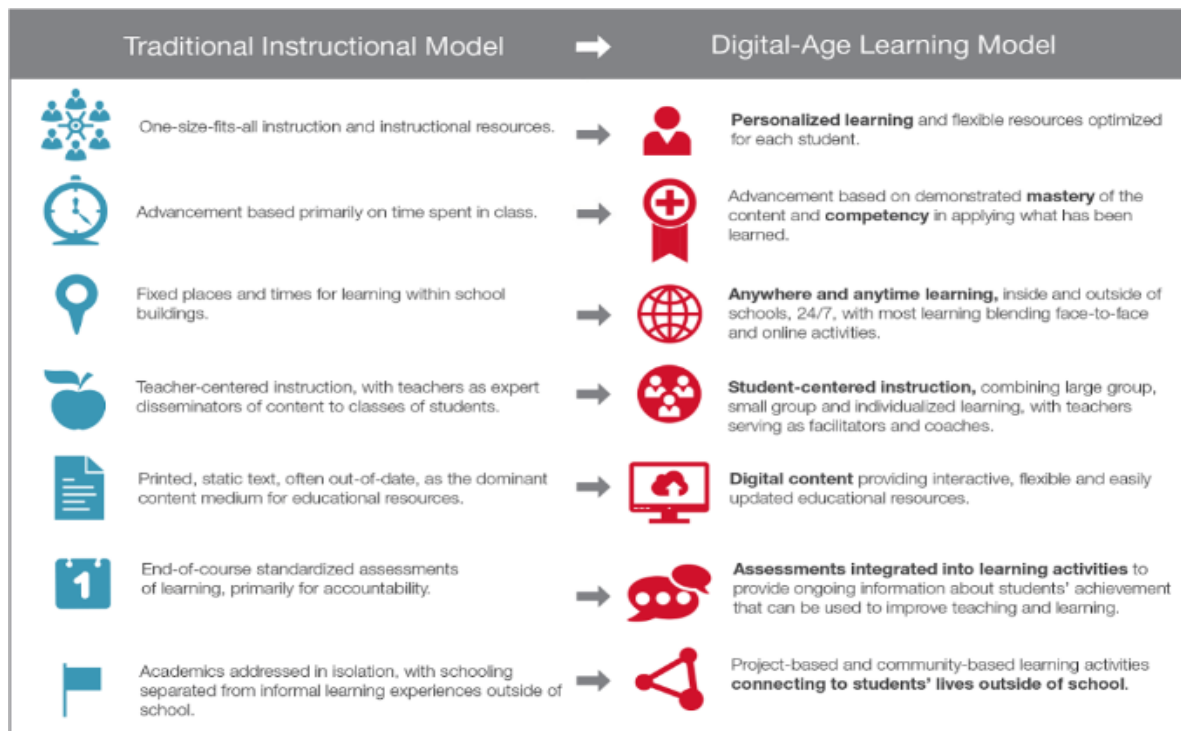 Traditional Instructional Model
Digital-Age Learning Model
One-size-fits-all instruction and instructional resources.
Personalized learning and flexible resources optimized
for each student.
Advancement based primarily on time spent in class.
Advancement based on demonstrated mastery of the
content and competency in applying what has been
learned.
Fixed places and times for learning within school
buildings.
Anywhere and anytime learning, inside and outside of
schools, 24/7, with most learning blending face-to-face
and online activities.
Teacher-centered instruction, with teachers as expert
disseminators of content to classes of students.
Student-centered instruction, combining large group,
small group and individualized learning, with teachers
serving as facilitators and coaches.
Printed, static text, often out-of-date, as the dominant
content medium for educational resources.
Digital content providing interactive, flexible and easily
updated educational resources.
1
End-of-course standardized assessments
of learning, primarily for accountability.
Assessments integrated into learning activities to
provide ongoing information about students' achievement
that can be used to improve teaching and learning.
Academics addressed in isolation, with schooling
separated from informal learning experiences outside of
school.
Project-based and community-based learning activities
connecting to students' lives outside of school.